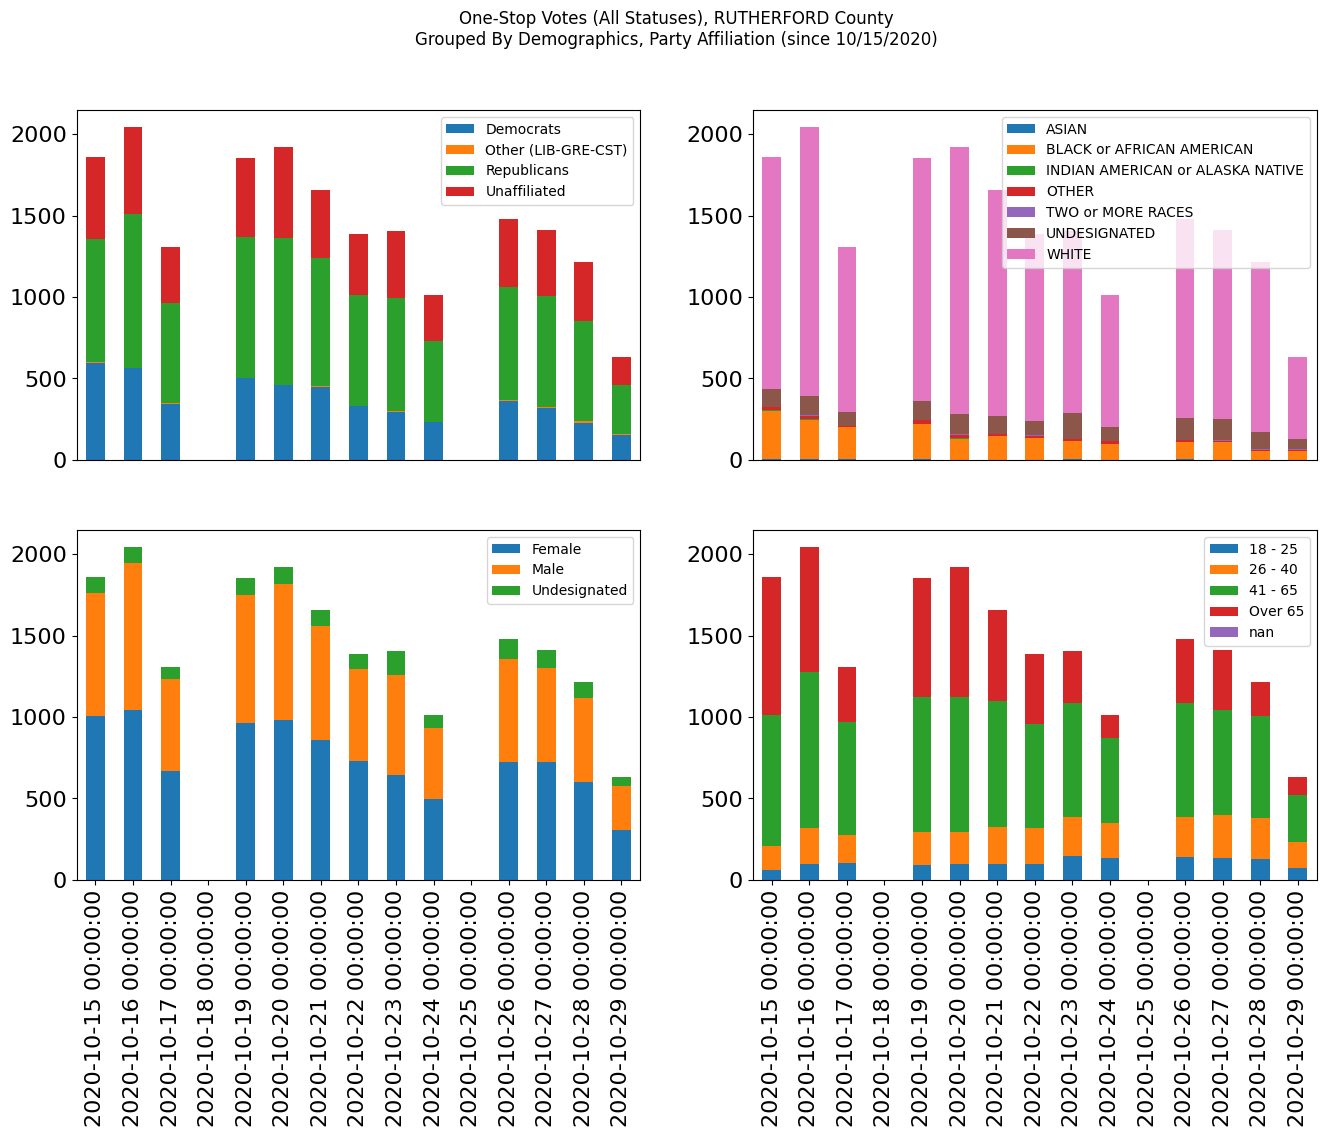 One-Stop Votes (All Statuses), RUTHERFORD County
Grouped By Demographics, Party Affiliation (since 10/15/2020)
2000
1500
1000
500
0
Democrats
Other (LIB-GRE-CST)
Republicans
Unaffiliated
2000
1500
1000
500
0
ASIAN
BLACK or AFRICAN AMERICAN
INDIAN AMERICAN or ALASKA NATIVE
OTHER
TWO or MORE RACES
UNDESIGNATED
WHITE
2000
1500
1000
500
0
Female
Male
Undesignated
2020-10-15 00:00:00
2020-10-16 00:00:00
2020-10-17 00:00:00
2020-10-18 00:00:00
2020-10-19 00:00:00
2020-10-20 00:00:00
2020-10-21 00:00:00
2020-10-22 00:00:00
2020-10-23 00:00:00
2020-10-24 00:00:00
2020-10-25 00:00:00
2020-10-26 00:00:00
2020-10-27 00:00:00
2020-10-28 00:00:00
2020-10-29 00:00:00
2000
1500
1000
500
0
18 - 25
26 - 40
41 - 65
Over 65
nan
2020-10-15 00:00:00
2020-10-16 00:00:00
2020-10-17 00:00:00
2020-10-18 00:00:00
2020-10-19 00:00:00
2020-10-20 00:00:00
2020-10-21 00:00:00
2020-10-22 00:00:00
2020-10-23 00:00:00
2020-10-24 00:00:00
2020-10-25 00:00:00
2020-10-26 00:00:00
2020-10-27 00:00:00
2020-10-28 00:00:00
2020-10-29 00:00:00